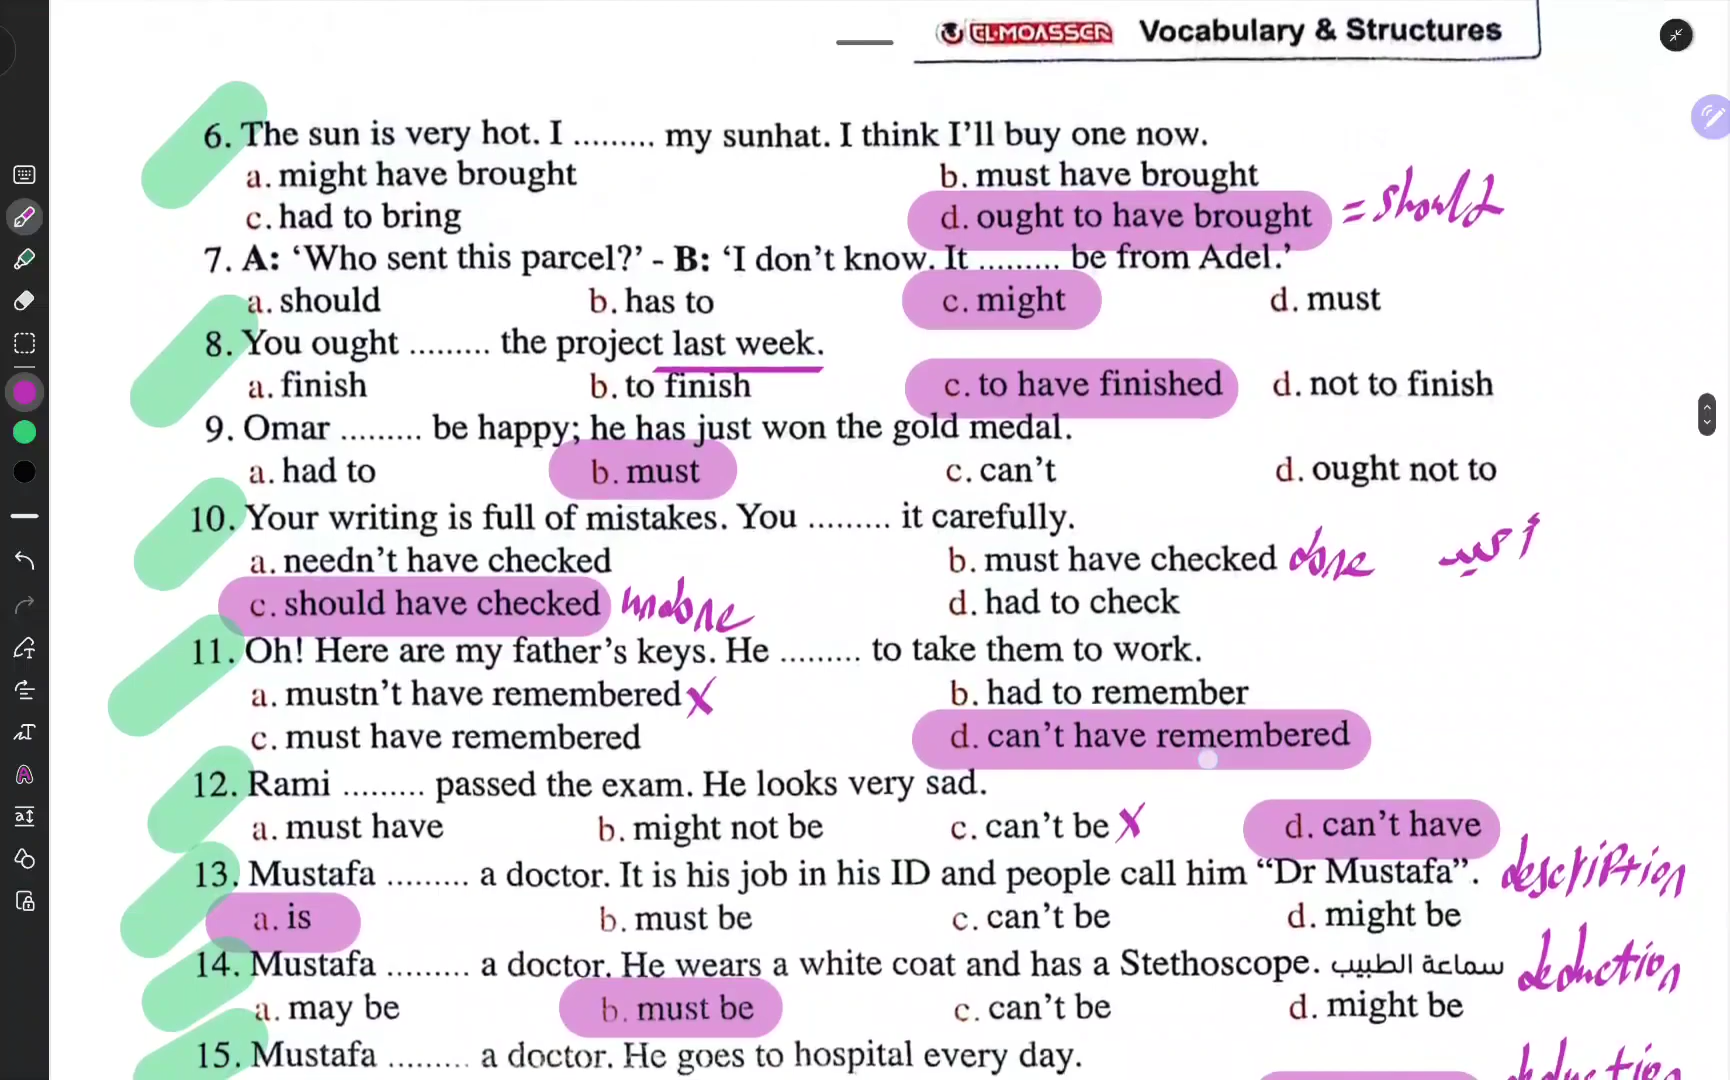 ELMOASSER Vocabulary & Structures
6. The sun is very hot. I ......... my sunhat. I think I'll buy one now.
a. might have brought b. must have brought
c. had to bring d. ought to have brought = should
7. A: 'Who sent this parcel?' - B: 'I don't know. It ......... be from Adel.'
a. should b. has to c. might d. must
8. You ought ......... the project last week.
a. finish b. to finish c. to have finished d. not to finish
9. Omar ......... be happy; he has just won the gold medal.
a. had to b. must c. can't d. ought not to
10. Your writing is full of mistakes. You ......... it carefully.
a. needn't have checked b. must have checked done أكيد
c. should have checked undone d. had to check
11. Oh! Here are my father's keys. He ......... to take them to work.
a. mustn't have remembered X b. had to remember
c. must have remembered d. can't have remembered
12. Rami ......... passed the exam. He looks very sad.
a. must have b. might not be c. can't be X d. can't have
13. Mustafa ......... a doctor. It is his job in his ID and people call him “Dr Mustafa”. description
a. is b. must be c. can't be d. might be
14. Mustafa ......... a doctor. He wears a white coat and has a Stethoscope. سماعة الطبيب deduction
a. may be b. must be c. can't be d. might be
15. Mustafa ......... a doctor. He goes to hospital every day.
deduction